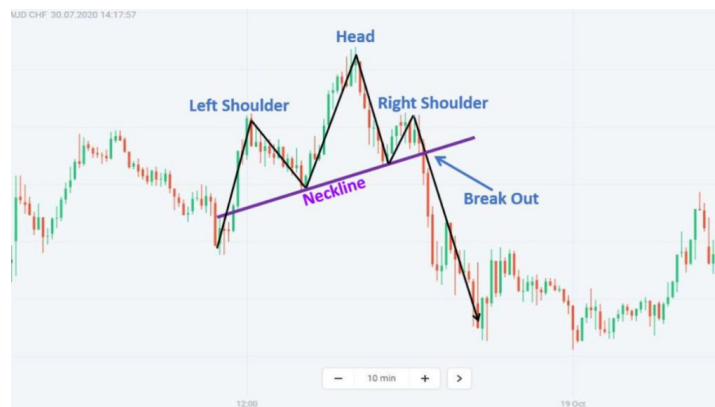 AUD CHF 30.07.2020 14:17:57
Head
Left Shoulder
Right Shoulder
Neckline
Break Out
− 10 min + >
12:00
19 Oct